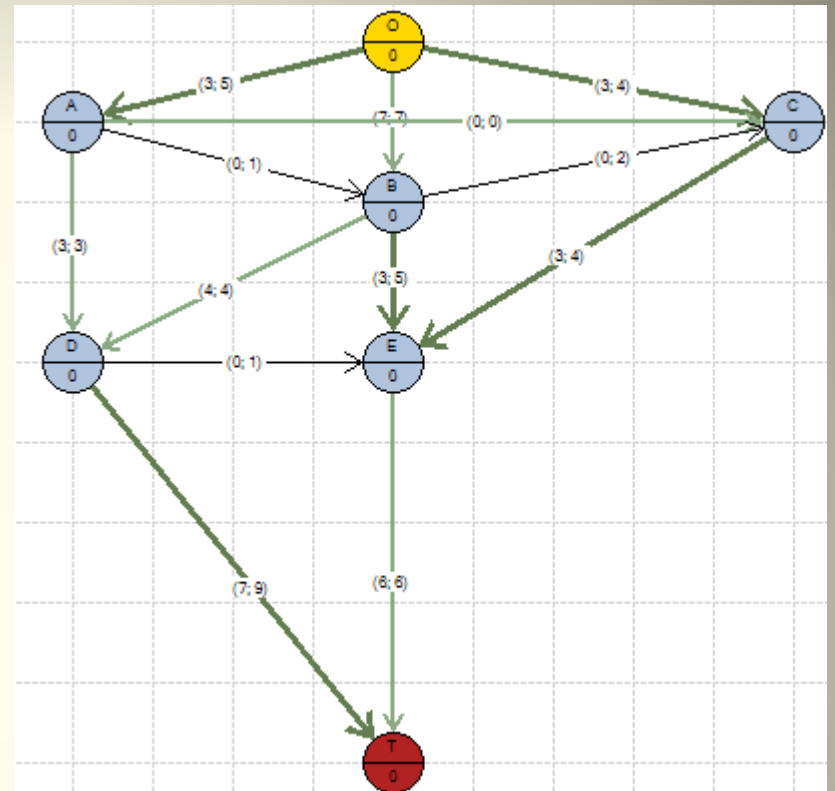 O
0
(3; 5)
(3; 4)
A
0
(7; 7)
(0; 0)
C
0
(0; 1)
(0; 2)
B
0
(3; 3)
(3; 5)
(3; 4)
(4; 4)
D
0
(0; 1)
E
0
(7; 9)
(6; 6)
T
0